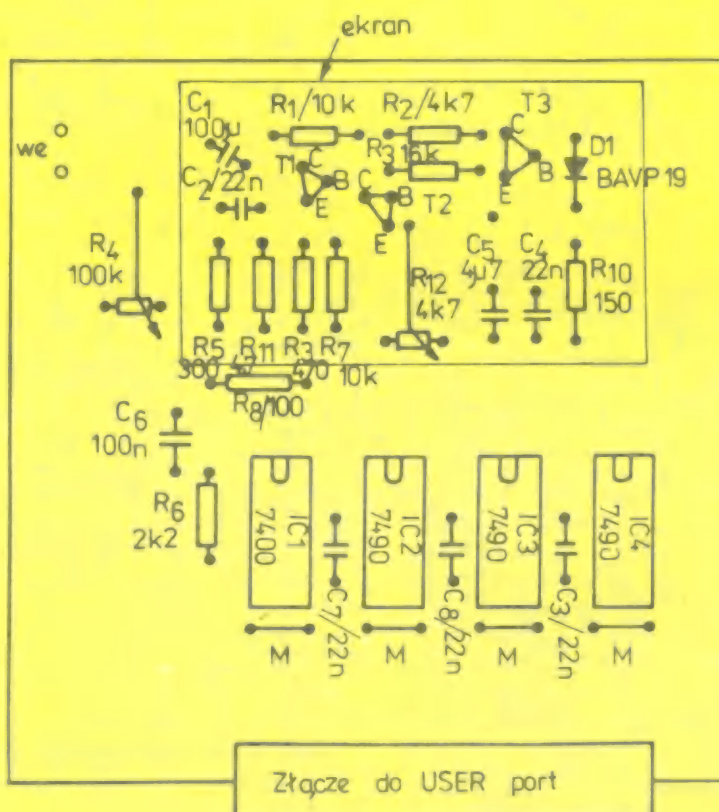 ekran
C1
100µ
R1/10k
R2/4k7
T3
C
we
C2/22n
T1
C
B
E
R3
15k
C
B
E
T2
B
E
D1
BAVP 19
R4
100k
R12
4k7
C5
4µ7
C4
22n
R10
150
R5
R11
R3
R7
300
47
470
10k
R8/100
C6
100n
R6
2k2
IC1
7400
IC2
7490
IC3
7490
IC4
7490
C7/22n
C8/22n
C3/22n
M
M
M
M
Złącze do USER port